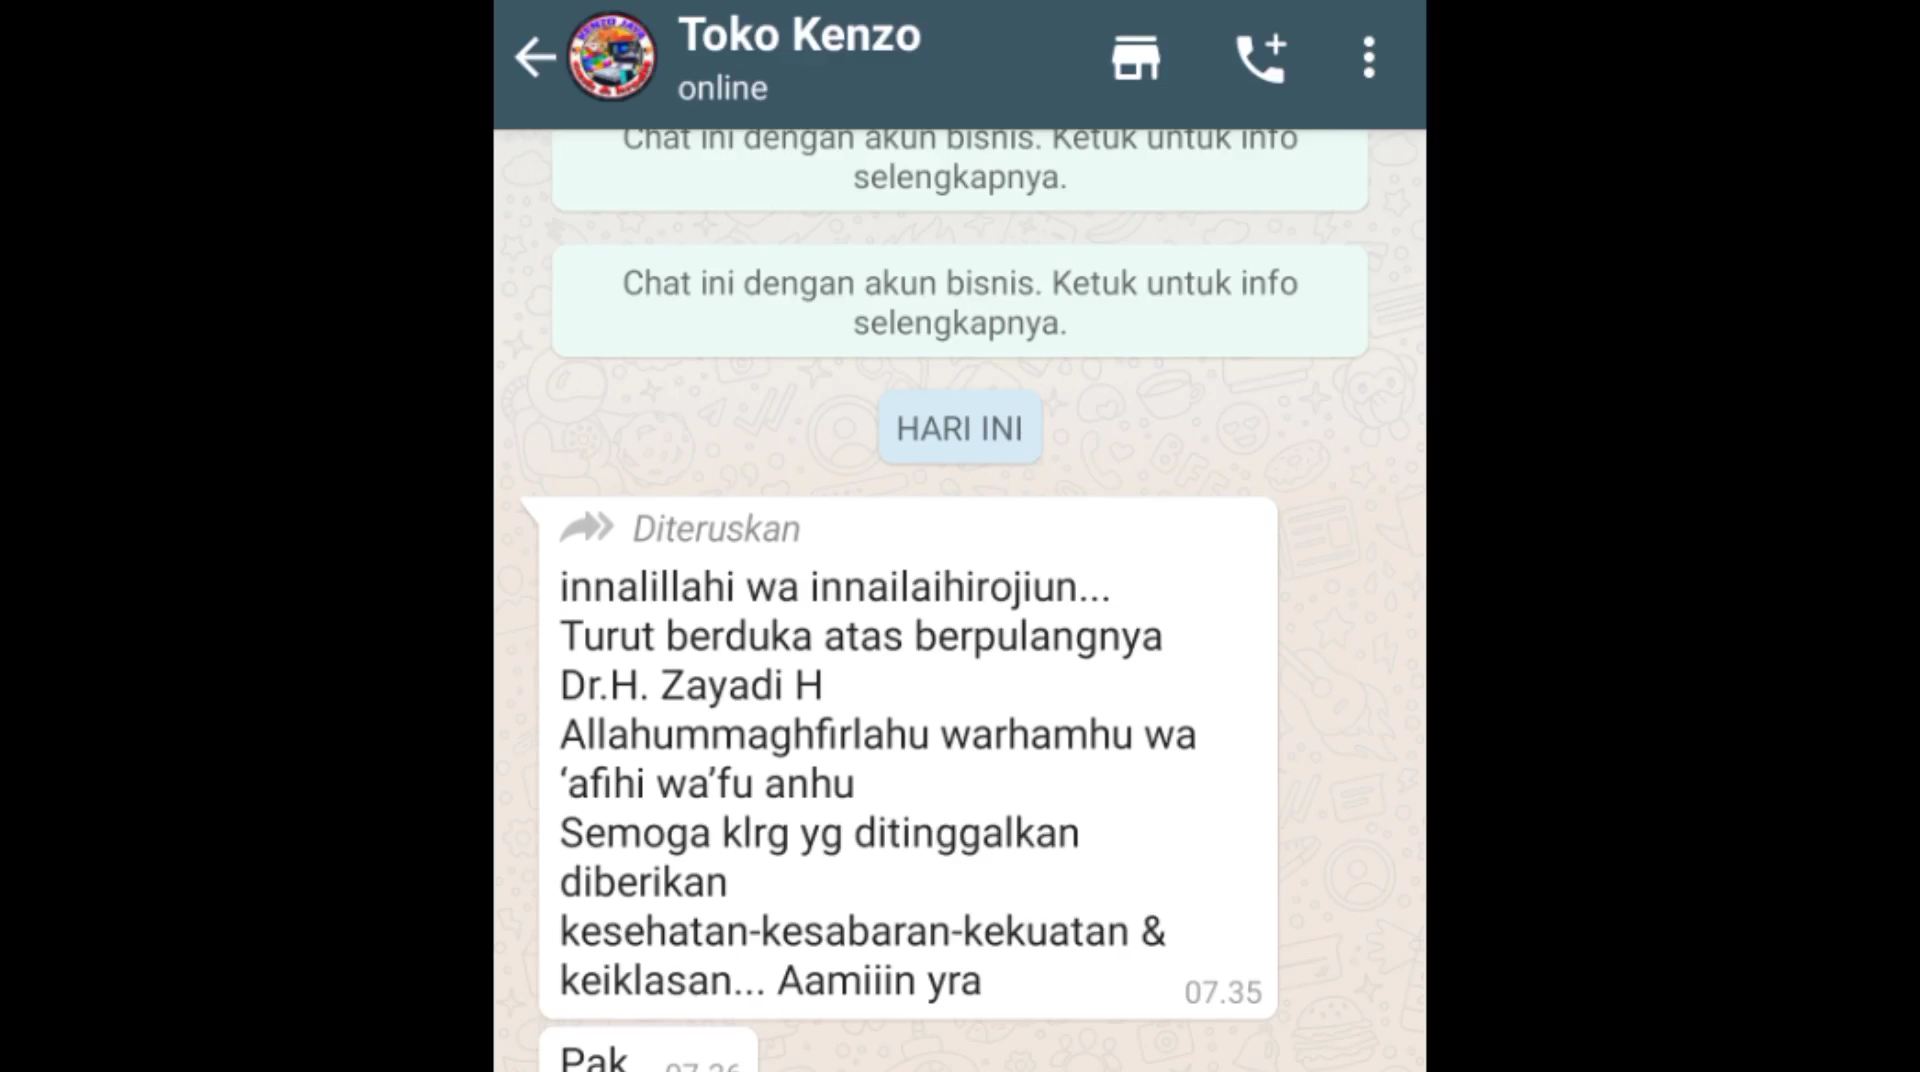 Toko Kenzo
online
Chat ini dengan akun bisnis. Ketuk untuk info
selengkapnya.
Chat ini dengan akun bisnis. Ketuk untuk info
selengkapnya.
HARI INI
Diteruskan
innalillahi wa innailaihirojiun...
Turut berduka atas berpulangnya
Dr.H. Zayadi H
Allahummaghfirlahu warhamhu wa
‘afihi wa’fu anhu
Semoga klrg yg ditinggalkan
diberikan
kesehatan-kesabaran-kekuatan &
keiklasan... Aamiiin yra
07.35
Pak
07.36